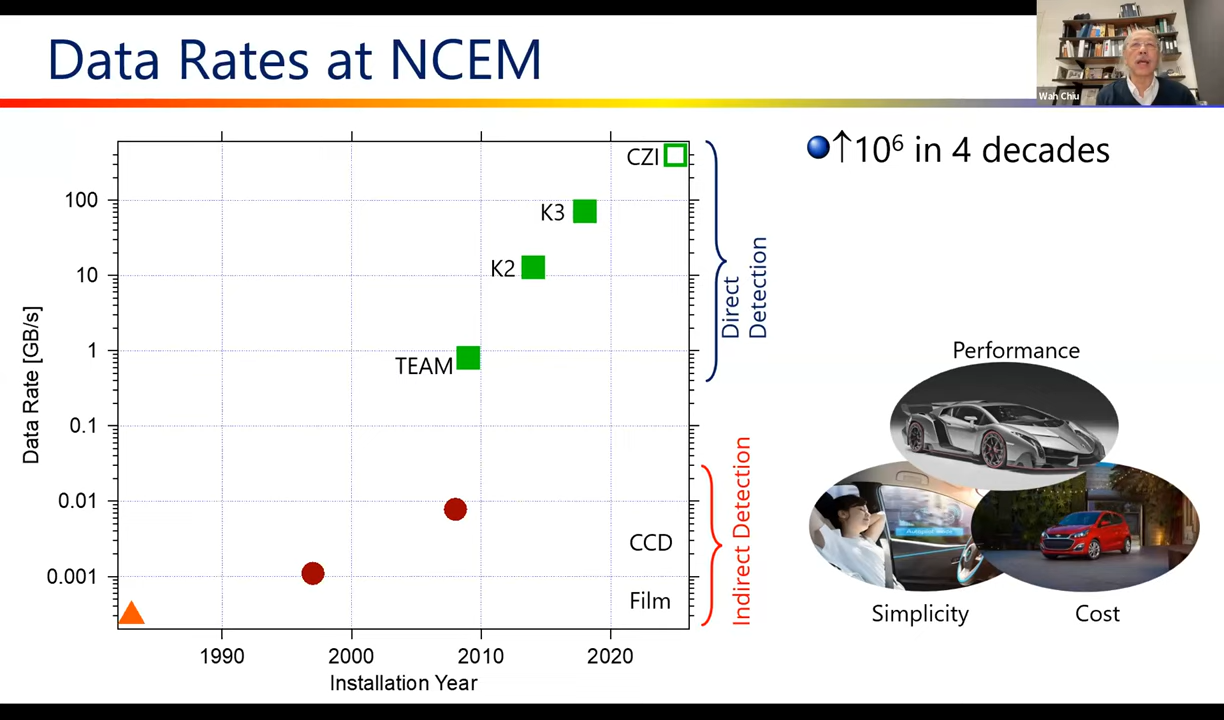 Data Rates at NCEM
Wah Chiu
↑10⁶ in 4 decades
Data Rate [GB/s]
100
10
1
0.1
0.01
0.001
1990
2000
2010
2020
Installation Year
CZI
K3
K2
TEAM
CCD
Film
Direct
Detection
Indirect Detection
Performance
Simplicity
Cost